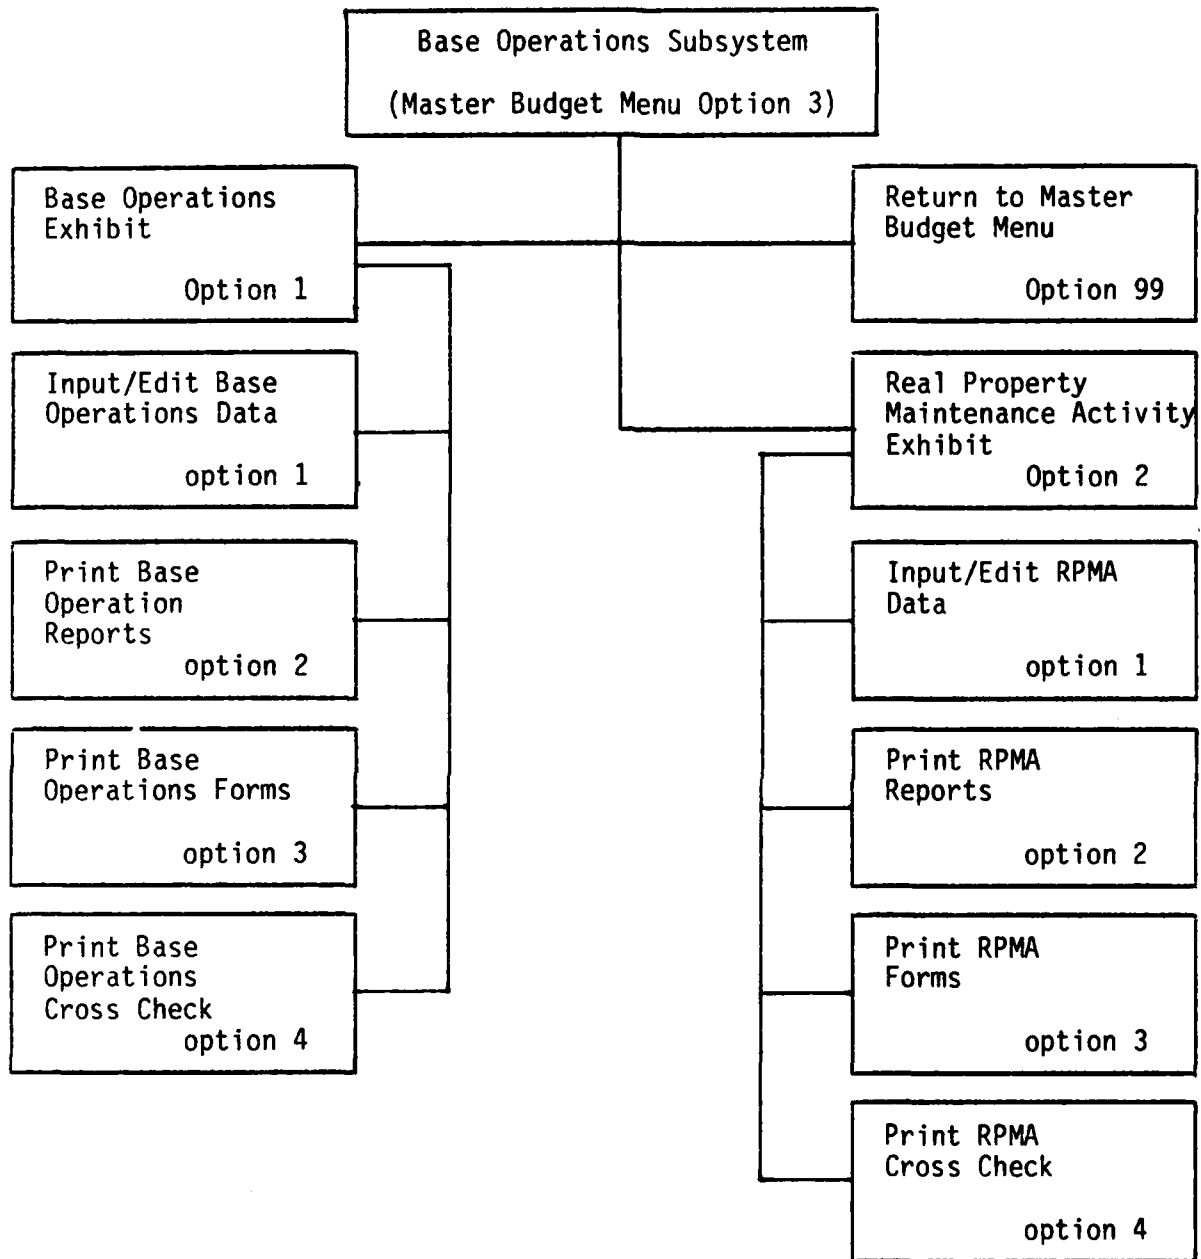 Base Operations Subsystem
(Master Budget Menu Option 3)
Base Operations
Exhibit
Option 1
Input/Edit Base
Operations Data
option 1
Print Base
Operation
Reports
option 2
Print Base
Operations Forms
option 3
Print Base
Operations
Cross Check
option 4
Return to Master
Budget Menu
Option 99
Real Property
Maintenance Activity
Exhibit
Option 2
Input/Edit RPMA
Data
option 1
Print RPMA
Reports
option 2
Print RPMA
Forms
option 3
Print RPMA
Cross Check
option 4